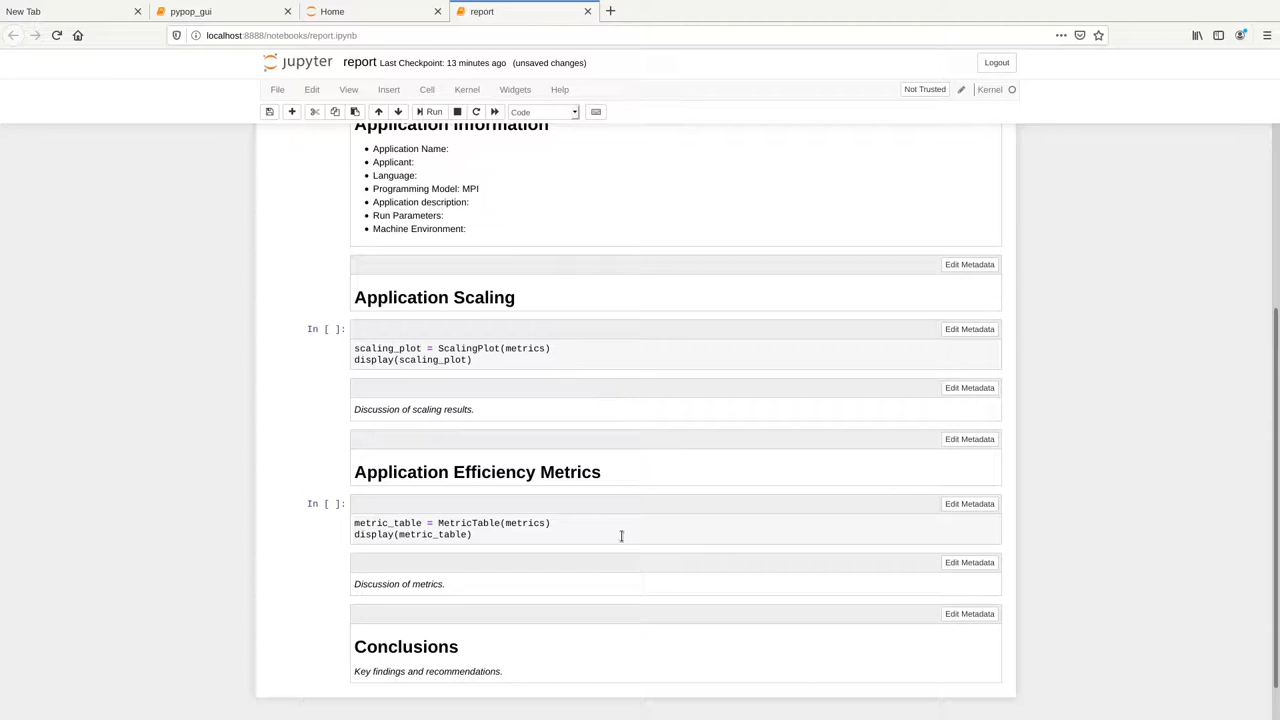 New Tab
pypop_gui
Home
report
localhost:8888/notebooks/report.ipynb
jupyter report Last Checkpoint: 13 minutes ago (unsaved changes)
Logout
File Edit View Insert Cell Kernel Widgets Help
Not Trusted
Kernel
Run
Code
Application Information
Application Name:
Applicant:
Language:
Programming Model: MPI
Application description:
Run Parameters:
Machine Environment:
Edit Metadata
Application Scaling
In [ ]:
Edit Metadata
scaling_plot = ScalingPlot(metrics)
display(scaling_plot)
Edit Metadata
Discussion of scaling results.
Edit Metadata
Application Efficiency Metrics
In [ ]:
Edit Metadata
metric_table = MetricTable(metrics)
display(metric_table)
Edit Metadata
Discussion of metrics.
Edit Metadata
Conclusions
Key findings and recommendations.